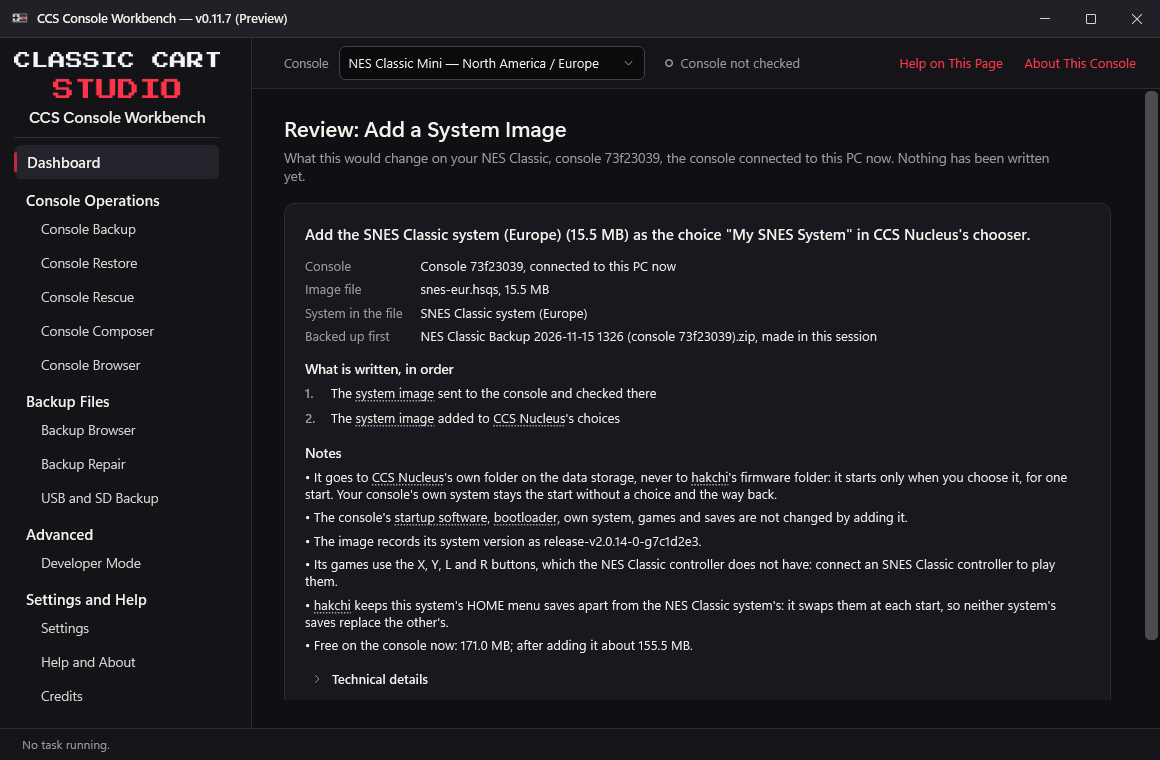 CCS Console Workbench — v0.11.7 (Preview)
CLASSIC CART
STUDIO
CCS Console Workbench
Dashboard
Console Operations
Console Backup
Console Restore
Console Rescue
Console Composer
Console Browser
Backup Files
Backup Browser
Backup Repair
USB and SD Backup
Advanced
Developer Mode
Settings and Help
Settings
Help and About
Credits
Console
NES Classic Mini — North America / Europe
Console not checked
Help on This Page
About This Console
Review: Add a System Image
What this would change on your NES Classic, console 73f23039, the console connected to this PC now. Nothing has been written
yet.
Add the SNES Classic system (Europe) (15.5 MB) as the choice "My SNES System" in CCS Nucleus's chooser.
Console Console 73f23039, connected to this PC now
Image file snes-eur.hsqs, 15.5 MB
System in the file SNES Classic system (Europe)
Backed up first NES Classic Backup 2026-11-15 1326 (console 73f23039).zip, made in this session
What is written, in order
1. The system image sent to the console and checked there
2. The system image added to CCS Nucleus's choices
Notes
• It goes to CCS Nucleus's own folder on the data storage, never to hakchi's firmware folder: it starts only when you choose it, for one
start. Your console's own system stays the start without a choice and the way back.
• The console's startup software, bootloader, own system, games and saves are not changed by adding it.
• The image records its system version as release-v2.0.14-0-g7c1d2e3.
• Its games use the X, Y, L and R buttons, which the NES Classic controller does not have: connect an SNES Classic controller to play
them.
• hakchi keeps this system's HOME menu saves apart from the NES Classic system's: it swaps them at each start, so neither system's
saves replace the other's.
• Free on the console now: 171.0 MB; after adding it about 155.5 MB.
Technical details
No task running.